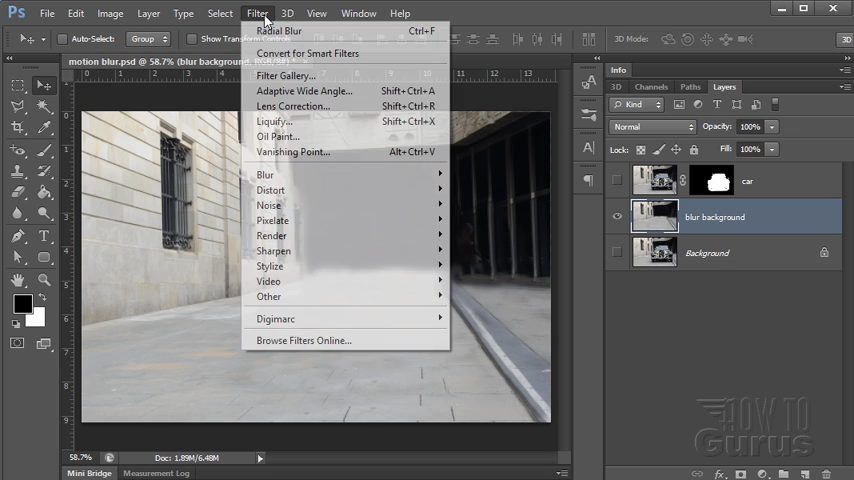 Ps File Edit Image Layer Type Select Filter 3D View Window Help
Auto-Select: Group Show Transform Controls 3D Mode: 3D
motion blur.psd @ 58.7% (blur background, RGB/8#) *
Radial Blur Ctrl+F
Convert for Smart Filters
Filter Gallery...
Adaptive Wide Angle... Shift+Ctrl+A
Lens Correction... Shift+Ctrl+R
Liquify... Shift+Ctrl+X
Oil Paint...
Vanishing Point... Alt+Ctrl+V
Blur
Distort
Noise
Pixelate
Render
Sharpen
Stylize
Video
Other
Digimarc
Browse Filters Online...
Info
3D Channels Paths Layers
Kind
Normal Opacity: 100%
Lock: Fill: 100%
car
blur background
Background
HOW TO
Gurus
58.7% Doc: 1.89M/6.48M
Mini Bridge Measurement Log